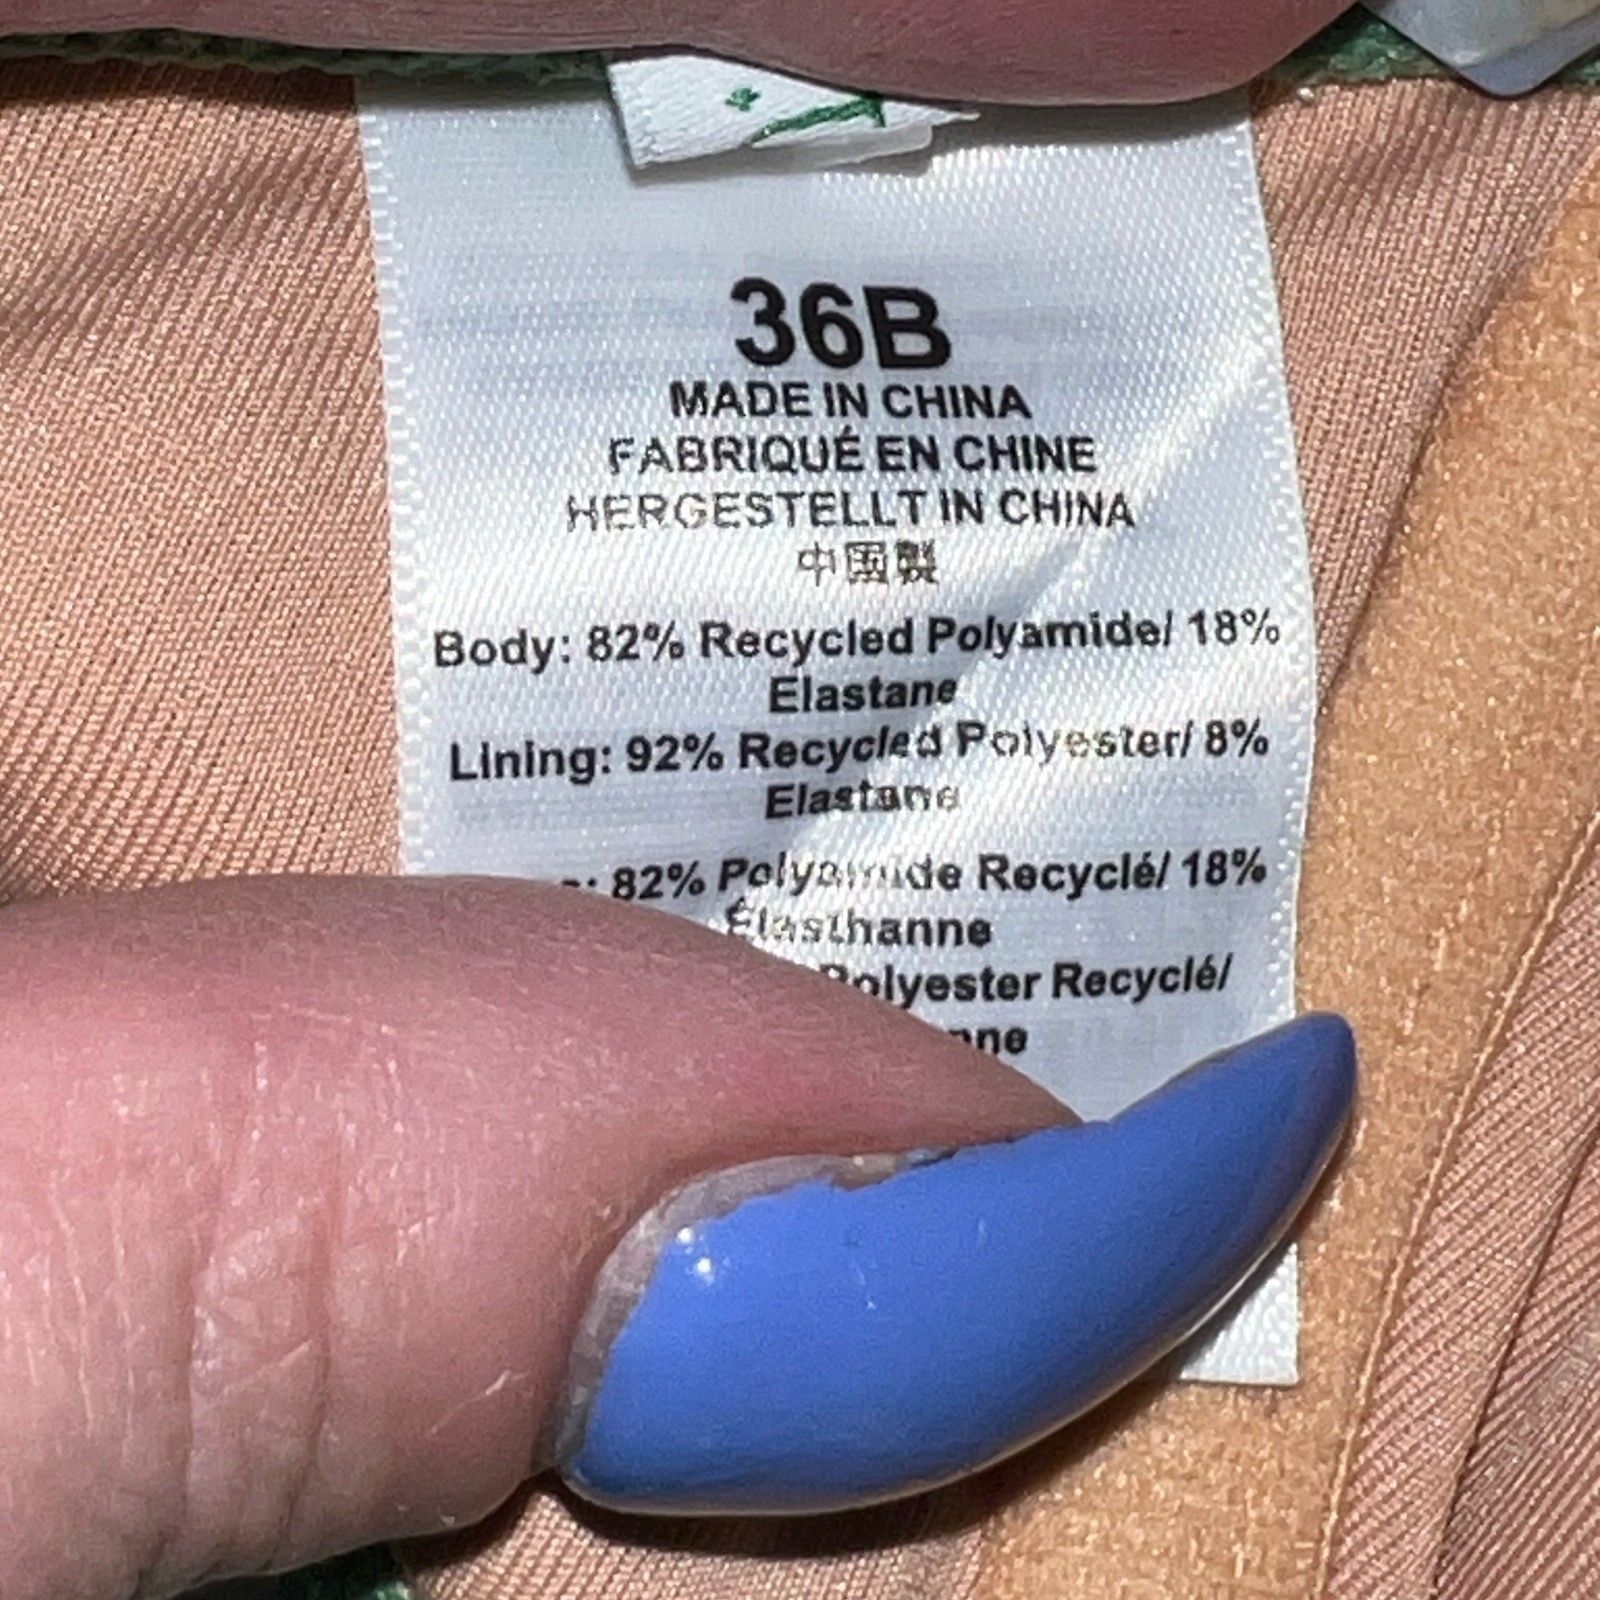 36B
MADE IN CHINA
FABRIQUÉ EN CHINE
HERGESTELLT IN CHINA
中国製
Body: 82% Recycled Polyamide/ 18%
Elastane
Lining: 92% Recycled Polyester/ 8%
Elastane
82% Polyamide Recyclé/ 18%
Élasthanne
Polyester Recyclé/